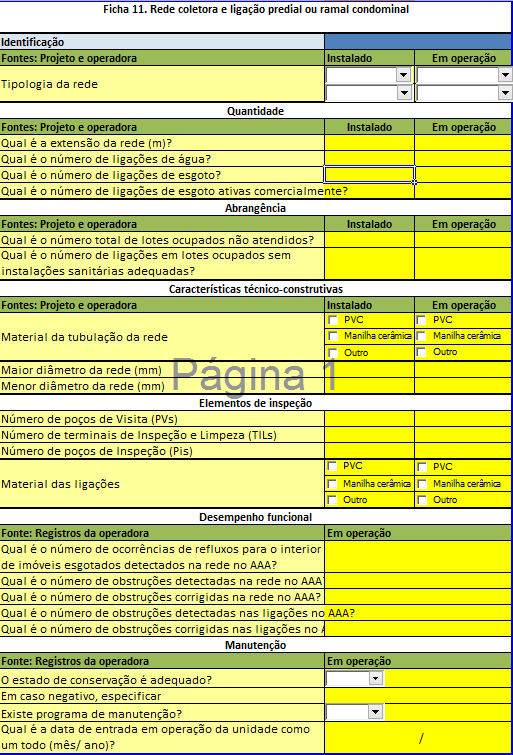 Ficha 11. Rede coletora e ligação predial ou ramal condominal
Identificação
Fontes: Projeto e operadora Instalado Em operação
Tipologia da rede
Quantidade
Fontes: Projeto e operadora Instalado Em operação
Qual é a extensão da rede (m)?
Qual é o número de ligações de água?
Qual é o número de ligações de esgoto?
Qual é o número de ligações de esgoto ativas comercialmente?
Abrangência
Fontes: Projeto e operadora Instalado Em operação
Qual é o número total de lotes ocupados não atendidos?
Qual é o número de ligações em lotes ocupados sem
instalações sanitárias adequadas?
Características técnico-construtivas
Fontes: Projeto e operadora Instalado Em operação
Material da tubulação da rede
PVC PVC
Manilha cerâmica Manilha cerâmica
Outro Outro
Maior diâmetro da rede (mm)
Menor diâmetro da rede (mm)
Página 1
Elementos de inspeção
Número de poços de Visita (PVs)
Número de terminais de Inspeção e Limpeza (TILs)
Número de poços de Inspeção (Pis)
Material das ligações
PVC PVC
Manilha cerâmica Manilha cerâmica
Outro Outro
Desempenho funcional
Fonte: Registros da operadora Em operação
Qual é o número de ocorrências de refluxos para o interior
de imóveis esgotados detectados na rede no AAA?
Qual é o número de obstruções detectadas na rede no AAA?
Qual é o número de obstruções corrigidas na rede no AAA?
Qual é o número de obstruções detectadas nas ligações no AAA?
Qual é o número de obstruções corrigidas nas ligações no A
Manutenção
Fonte: Registros da operadora Em operação
O estado de conservação é adequado?
Em caso negativo, especificar
Existe programa de manutenção?
Qual é a data de entrada em operação da unidade como
um todo (mês/ ano)? /